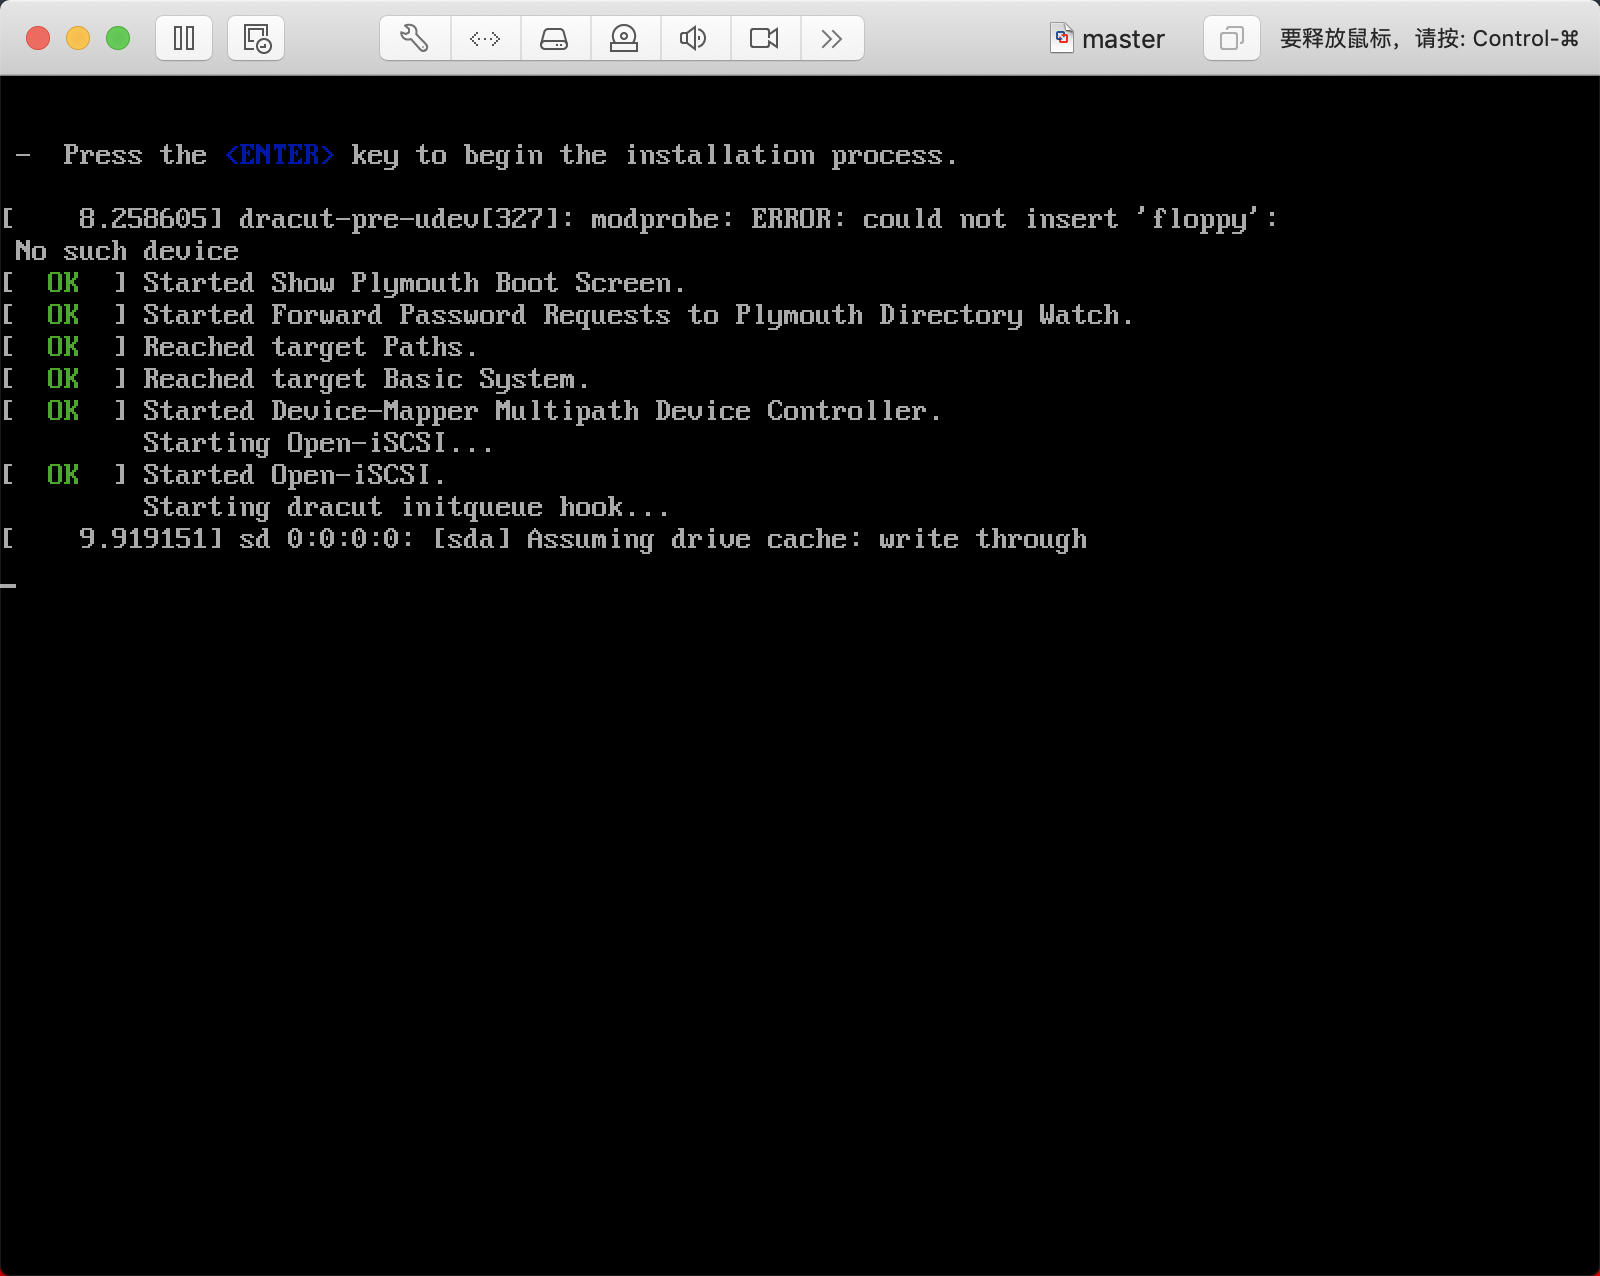 master
要释放鼠标，请按: Control-⌘
-  Press the <ENTER> key to begin the installation process.
[    8.258605] dracut-pre-udev[327]: modprobe: ERROR: could not insert 'floppy':
No such device
[  OK  ] Started Show Plymouth Boot Screen.
[  OK  ] Started Forward Password Requests to Plymouth Directory Watch.
[  OK  ] Reached target Paths.
[  OK  ] Reached target Basic System.
[  OK  ] Started Device-Mapper Multipath Device Controller.
Starting Open-iSCSI...
[  OK  ] Started Open-iSCSI.
Starting dracut initqueue hook...
[    9.919151] sd 0:0:0:0: [sda] Assuming drive cache: write through